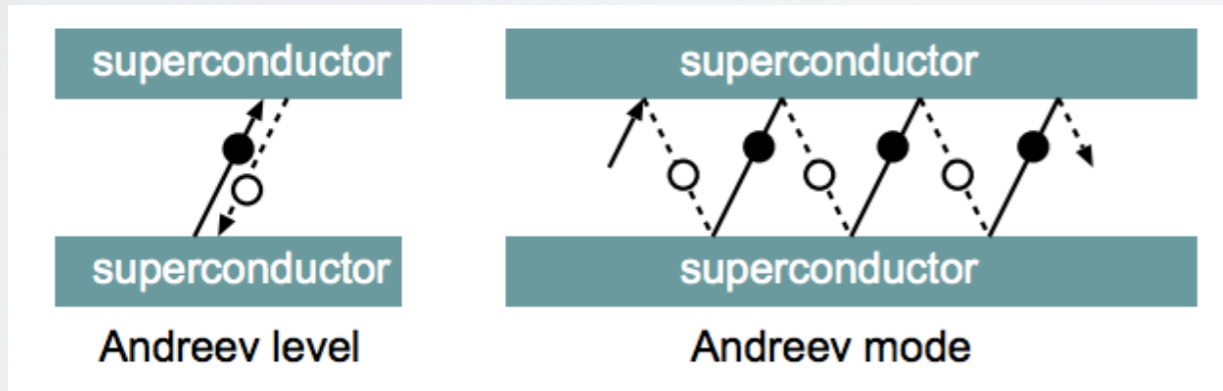 superconductor
superconductor
Andreev level
superconductor
superconductor
Andreev mode